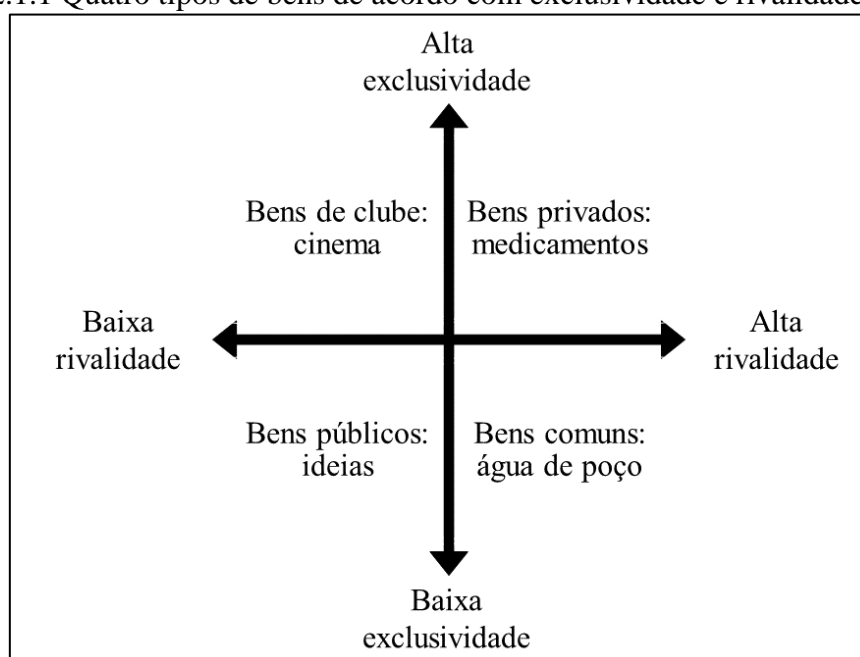 2.1.1 Quatro tipos de bens de acordo com exclusividade e rivalidade
Alta
exclusividade
Bens de clube:
cinema
Bens privados:
medicamentos
Baixa
rivalidade
Alta
rivalidade
Bens públicos:
ideias
Bens comuns:
água de poço
Baixa
exclusividade